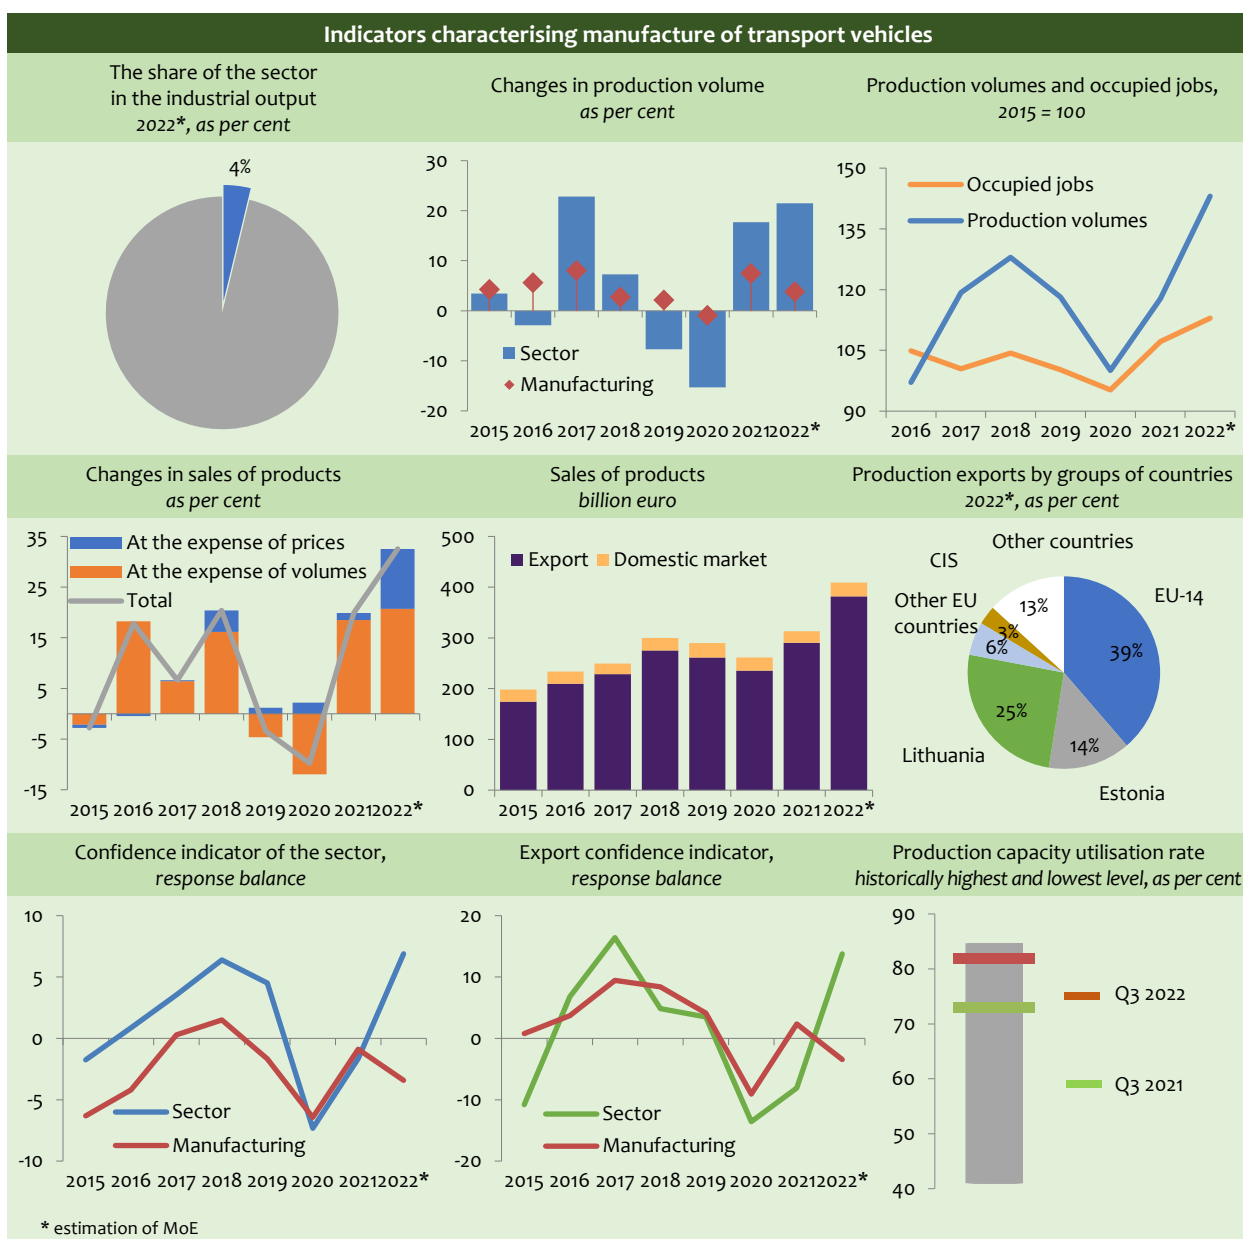 Indicators characterising manufacture of transport vehicles
The share of the sector
in the industrial output
2022*, as per cent
4%
Changes in production volume
as per cent
30
20
10
0
-10
-20
Sector
Manufacturing
2015 2016 2017 2018 2019 2020 2021 2022*
Production volumes and occupied jobs,
2015 = 100
150
135
120
105
90
Occupied jobs
Production volumes
2016 2017 2018 2019 2020 2021 2022*
Changes in sales of products
as per cent
35
25
15
5
-5
-15
At the expense of prices
At the expense of volumes
Total
2015 2016 2017 2018 2019 2020 2021 2022*
Sales of products
billion euro
500
400
300
200
100
0
Export
Domestic market
2015 2016 2017 2018 2019 2020 2021 2022*
Production exports by groups of countries
2022*, as per cent
Other countries
CIS
EU-14
Other EU
countries
13%
3%
6%
39%
25%
14%
Lithuania
Estonia
Confidence indicator of the sector,
response balance
10
5
0
-5
-10
Sector
Manufacturing
2015 2016 2017 2018 2019 2020 2021 2022*
Export confidence indicator,
response balance
20
10
0
-10
-20
Sector
Manufacturing
2015 2016 2017 2018 2019 2020 2021 2022*
Production capacity utilisation rate
historically highest and lowest level, as per cent
90
80
70
60
50
40
Q3 2022
Q3 2021
* estimation of MoE